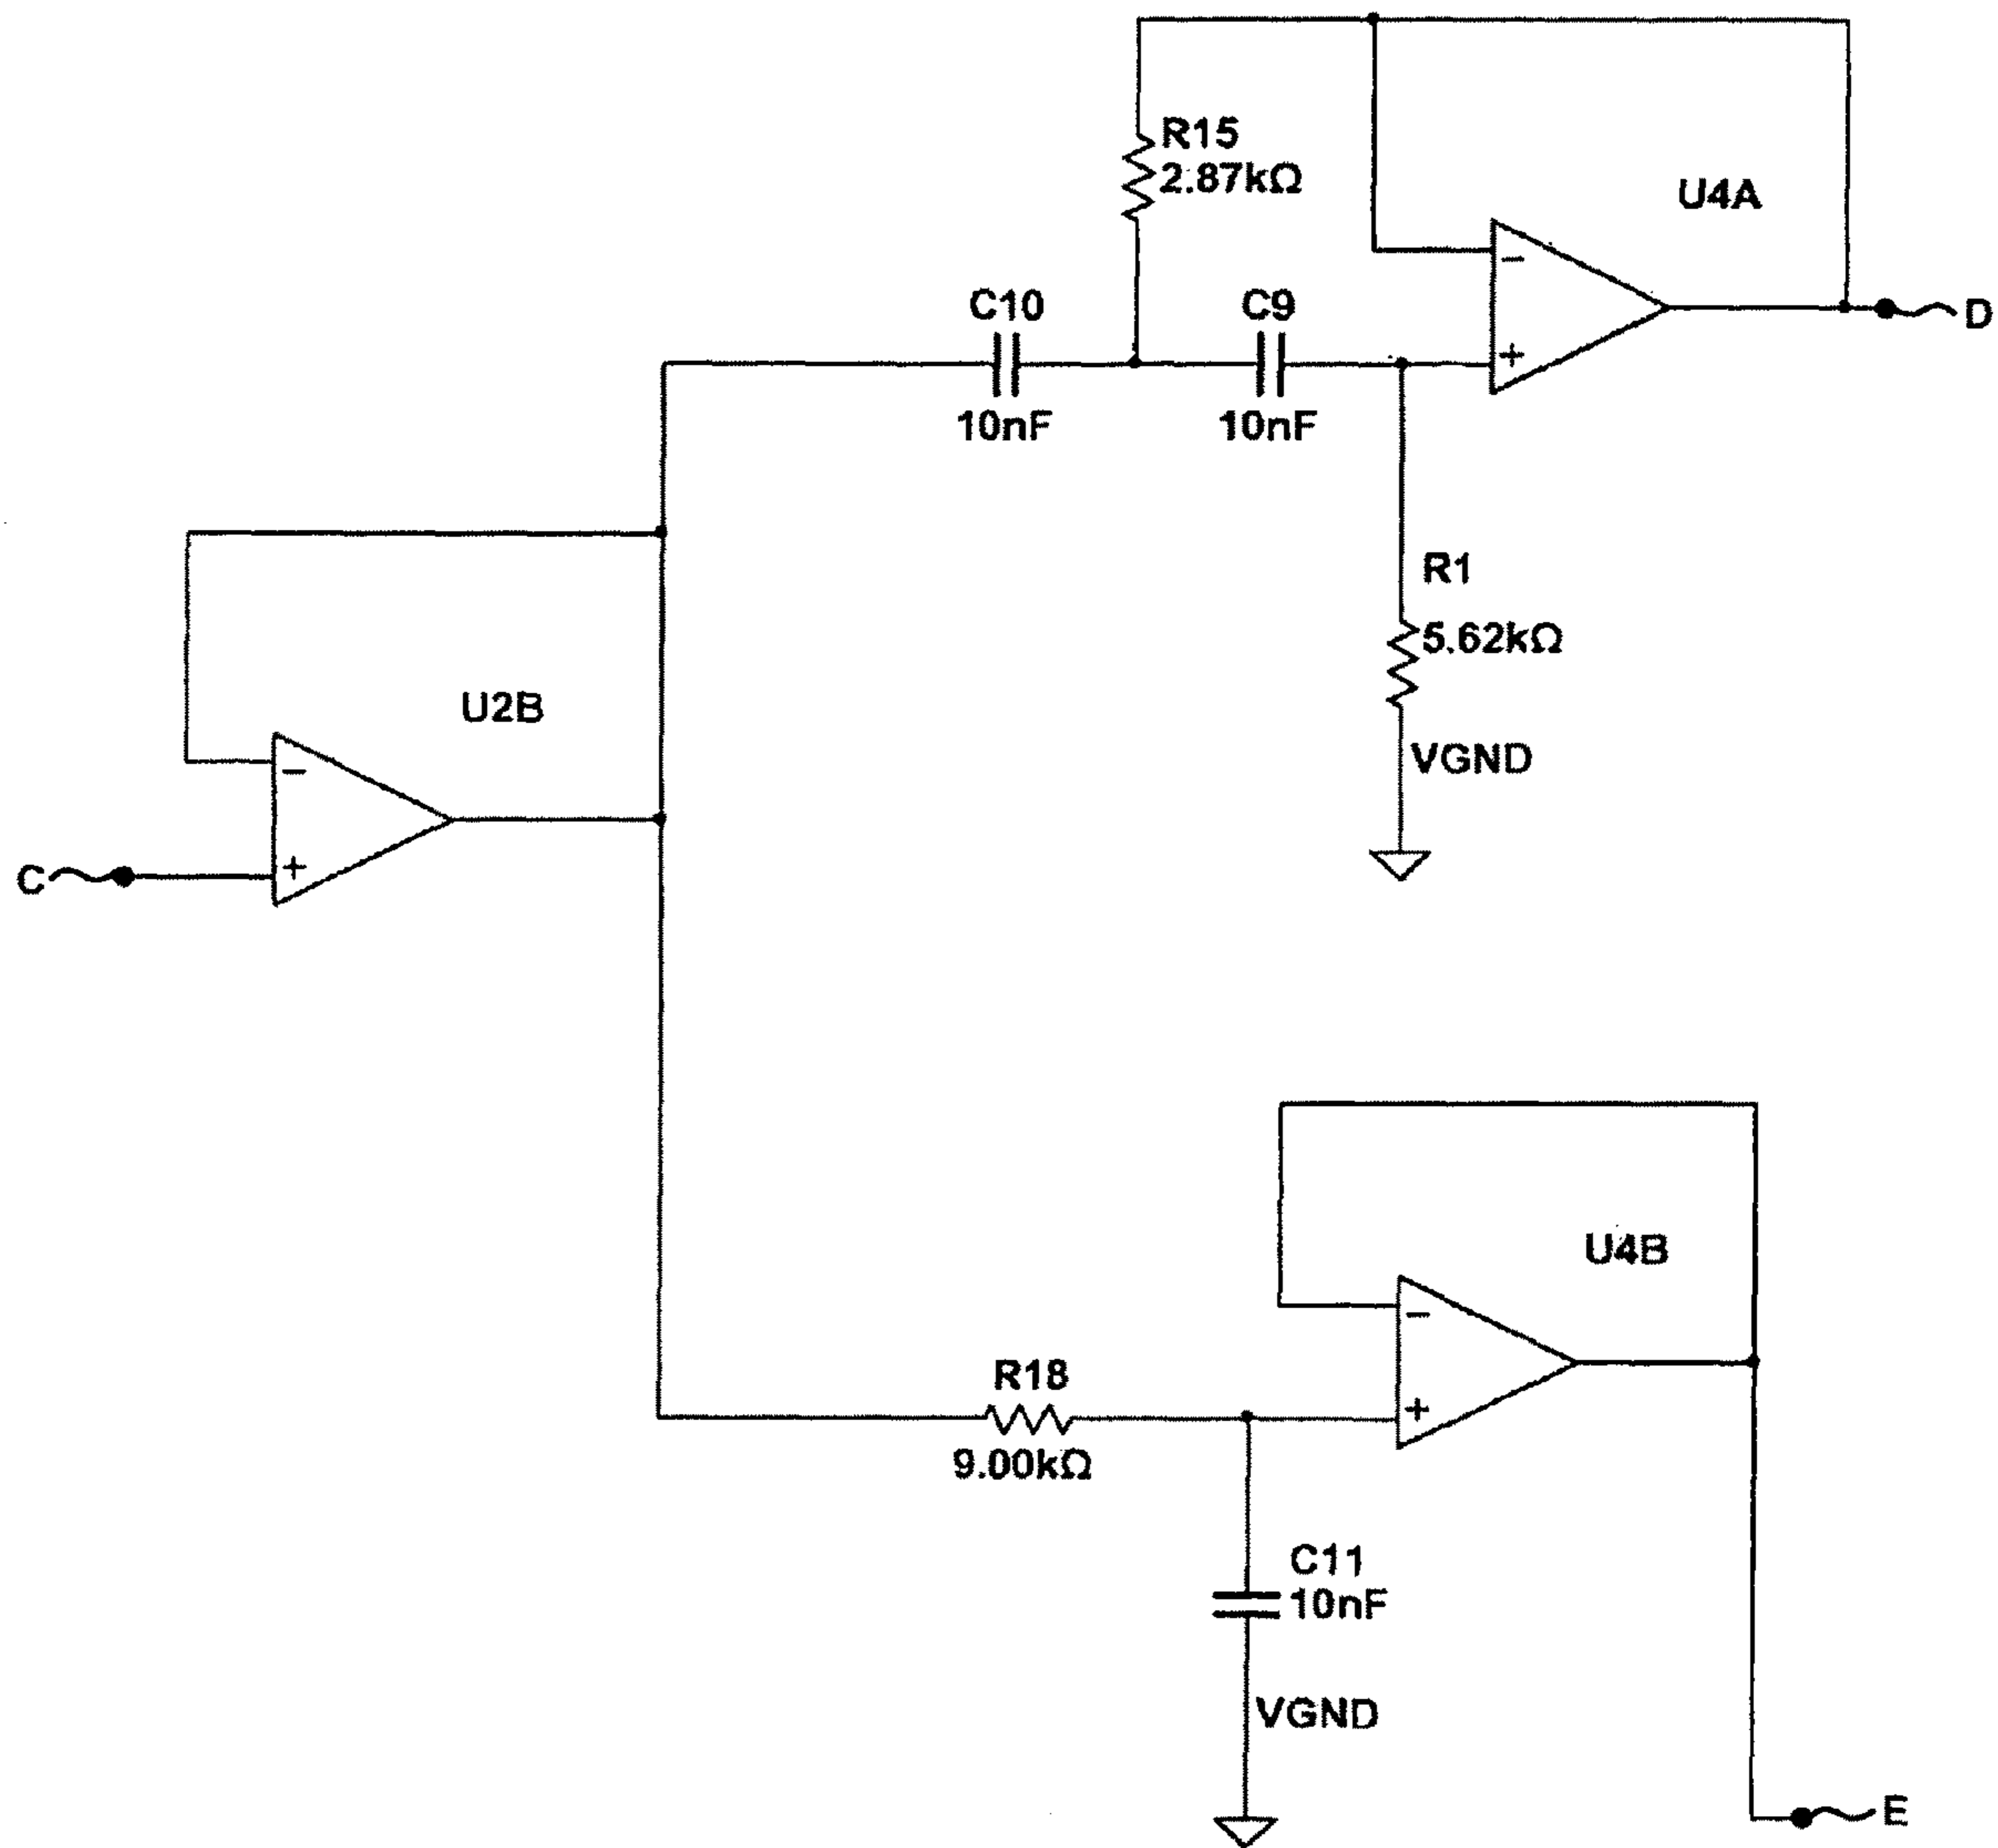 R15
2.87kΩ
U4A
−
+
D
C10
10nF
C9
10nF
R1
5.62kΩ
VGND
U2B
−
+
C
U4B
−
+
R18
9.00kΩ
C11
10nF
VGND
E